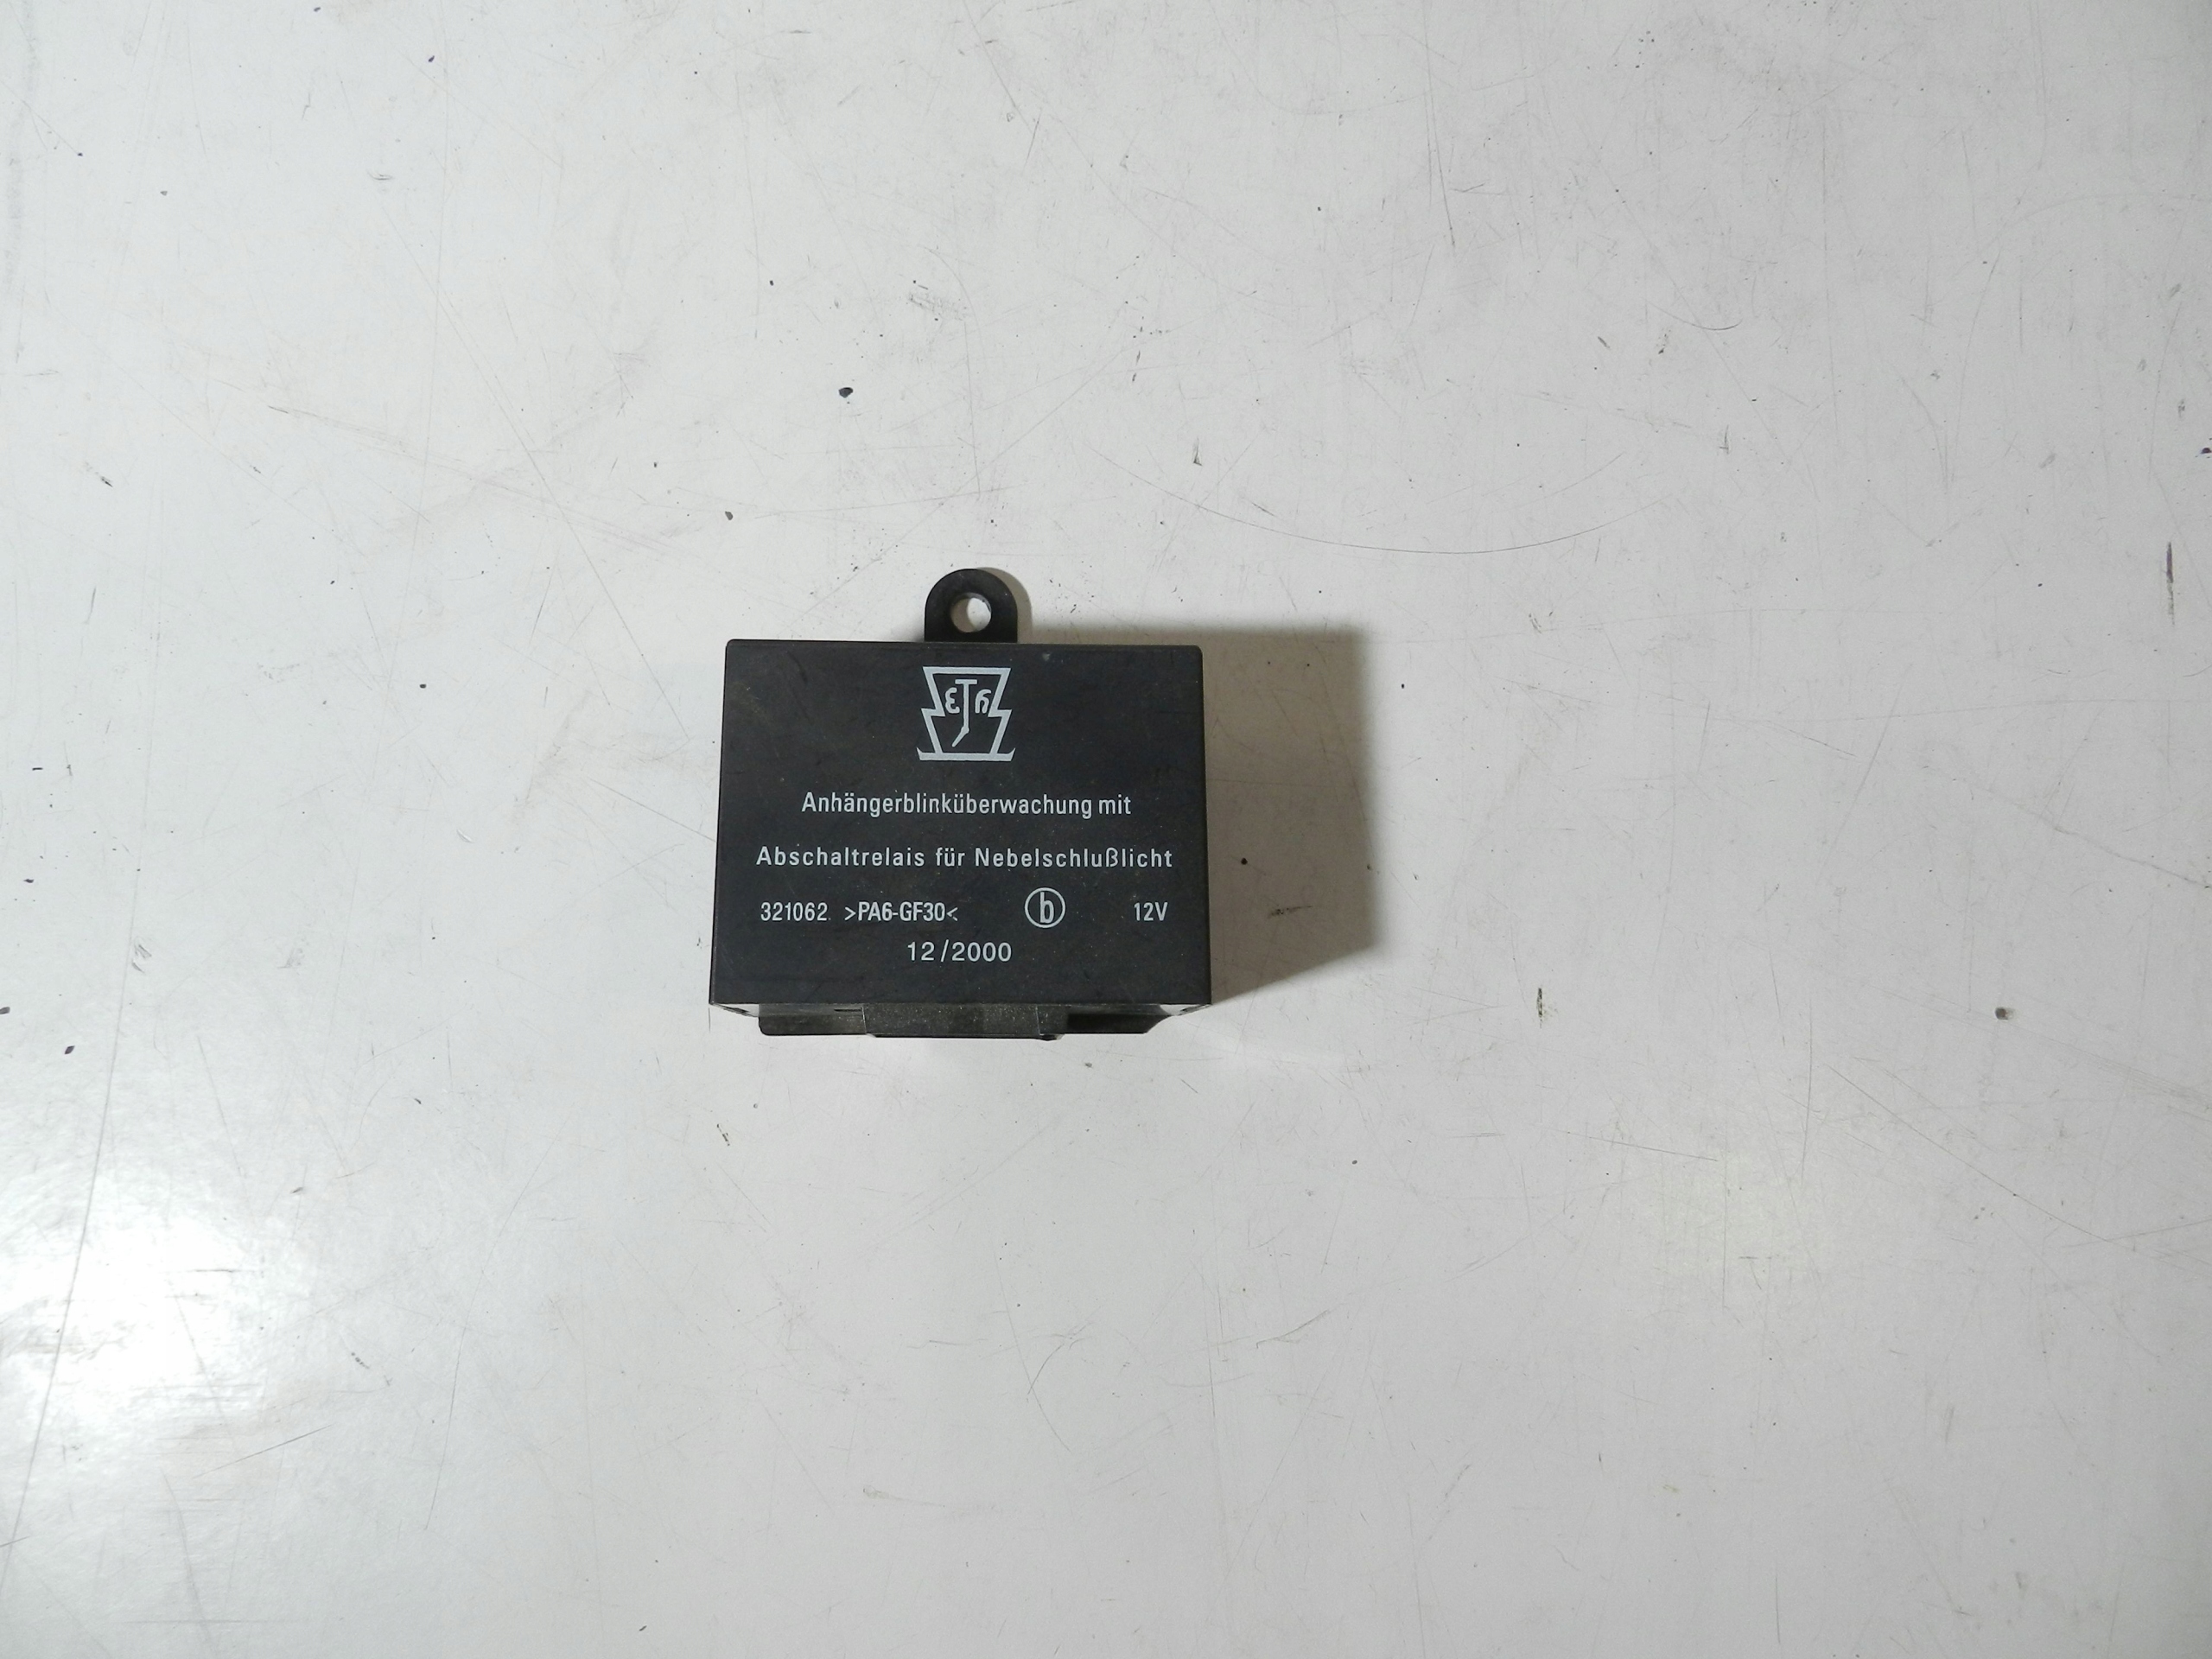 Anhängerblinküberwachung mit
Abschaltrelais für Nebelschlußlicht
321062 >PA6-GF30< b 12V
12/2000